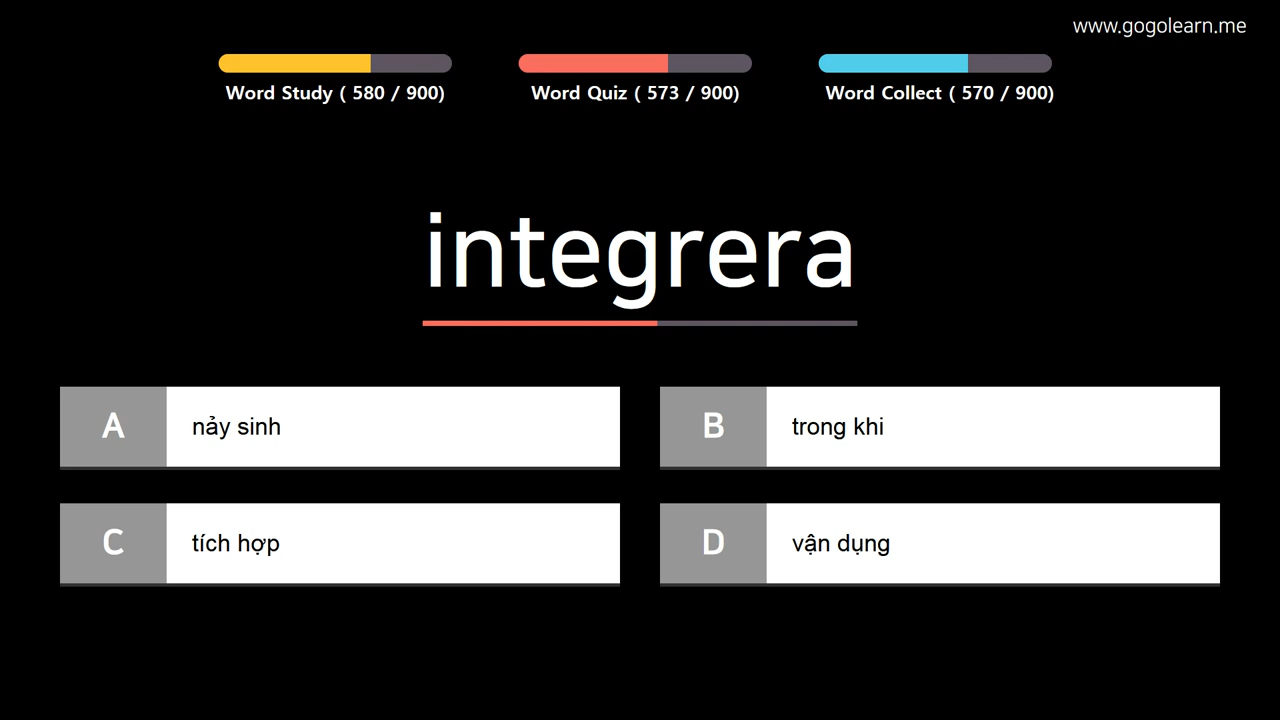 www.gogolearn.me
Word Study ( 580 / 900)
Word Quiz ( 573 / 900)
Word Collect ( 570 / 900)
integrera
A nảy sinh
B trong khi
C tích hợp
D vận dụng